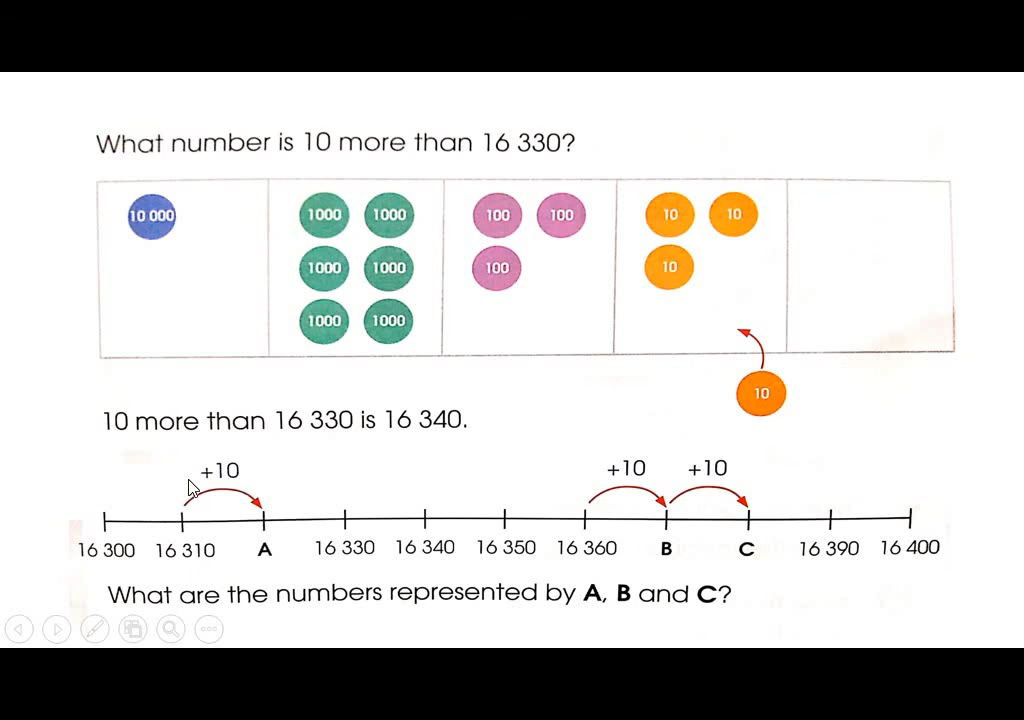 What number is 10 more than 16 330?
10 000 1000 1000 100 100 10 10
1000 1000 100 10
1000 1000
10
10 more than 16 330 is 16 340.
+10 +10 +10
16 300 16 310 A 16 330 16 340 16 350 16 360 B C 16 390 16 400
What are the numbers represented by A, B and C?